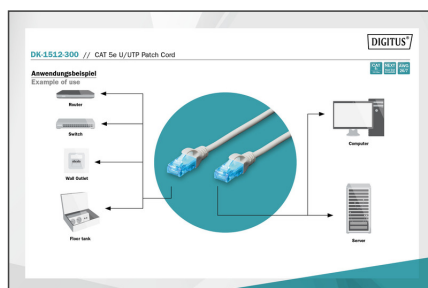 DIGITUS®
DK-1512-300 // CAT 5e U/UTP Patch Cord
Anwendungsbeispiel
Example of use
Router
Switch
Wall Outlet
Floor tank
Computer
Server